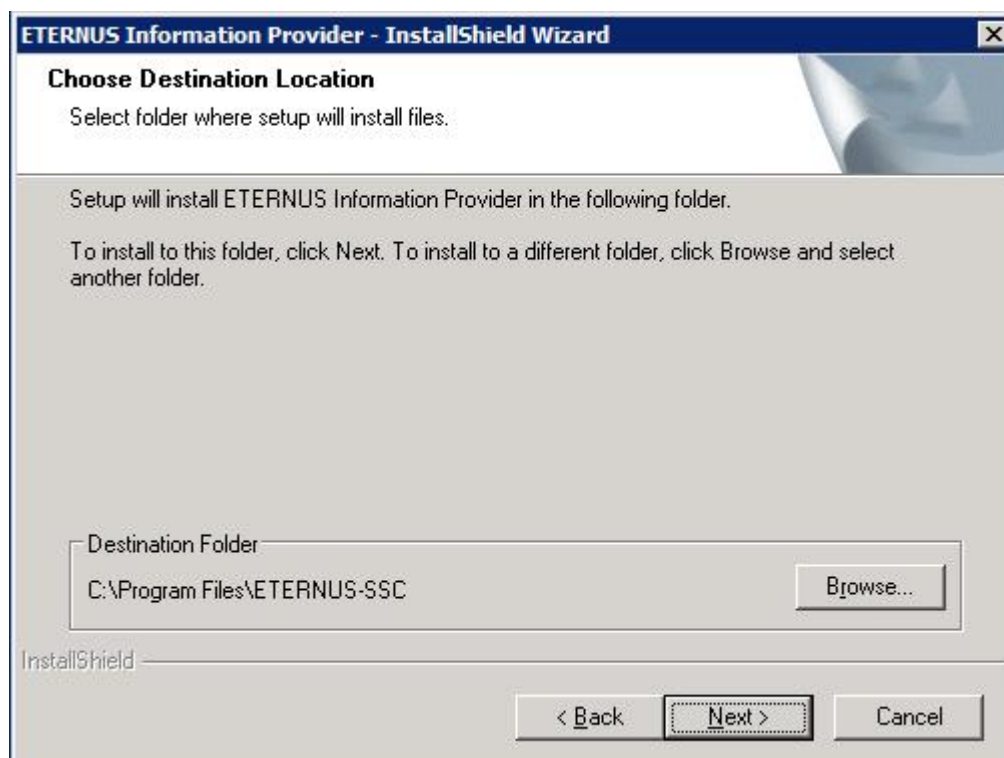 ETERNUS Information Provider - InstallShield Wizard
Choose Destination Location
Select folder where setup will install files.
Setup will install ETERNUS Information Provider in the following folder.
To install to this folder, click Next. To install to a different folder, click Browse and select
another folder.
Destination Folder
C:\Program Files\ETERNUS-SSC
Browse...
InstallShield
< Back
Next >
Cancel